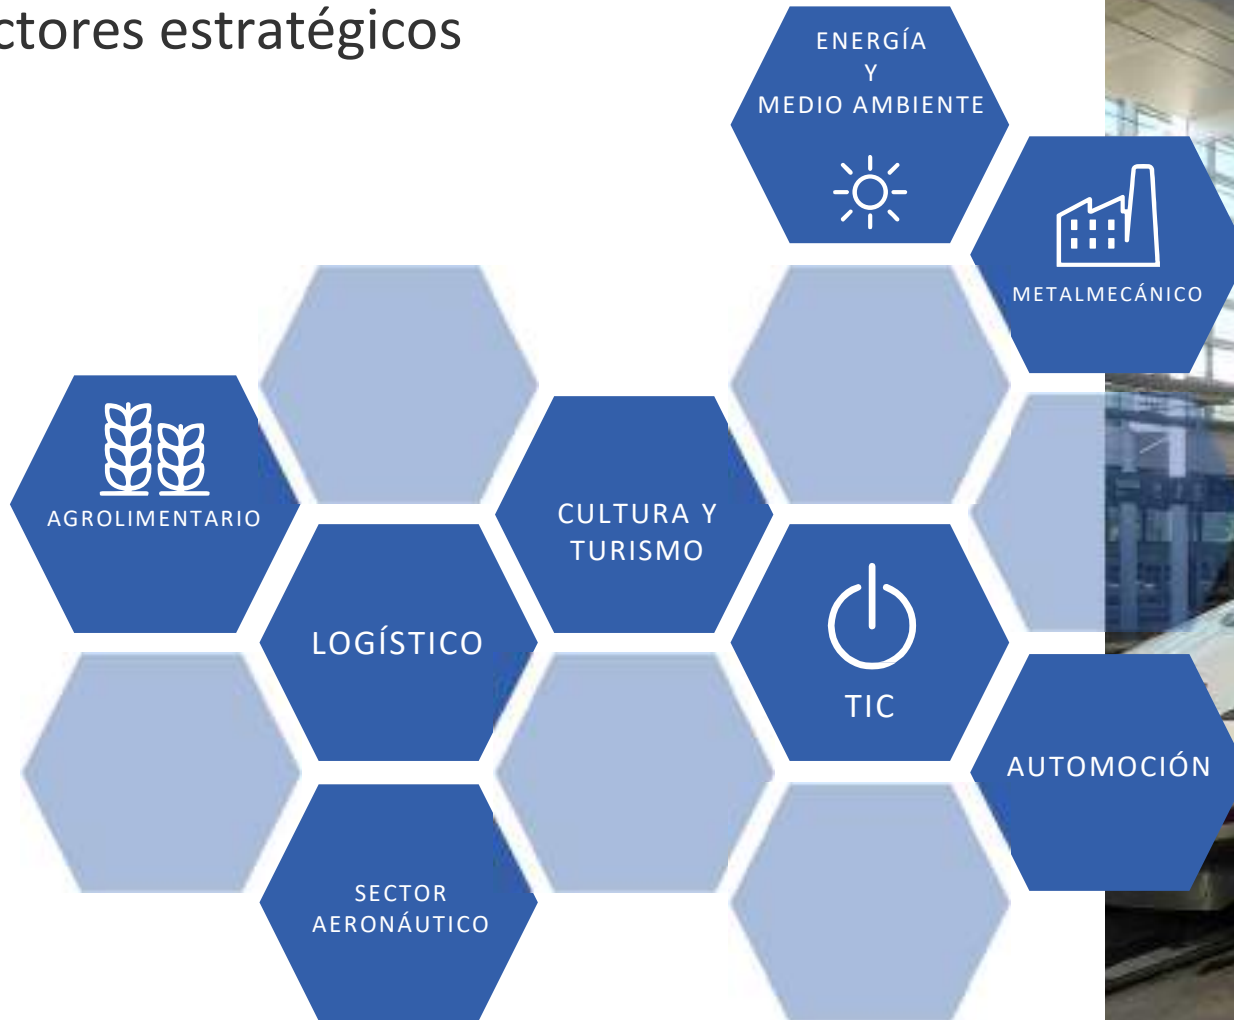 ctores estratégicos
ENERGÍA
Y
MEDIO AMBIENTE
METALMECÁNICO
AGROLIMENTARIO
CULTURA Y
TURISMO
LOGÍSTICO
TIC
AUTOMOCIÓN
SECTOR
AERONÁUTICO